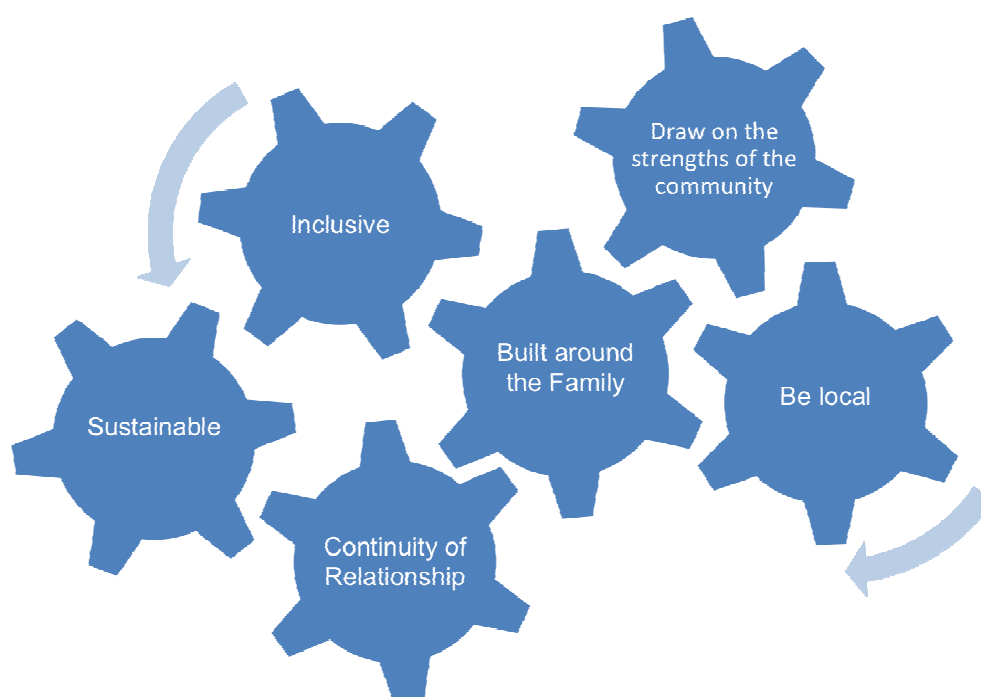 Draw on the
strengths of the
community
Inclusive
Built around
the Family
Be local
Sustainable
Continuity of
Relationship